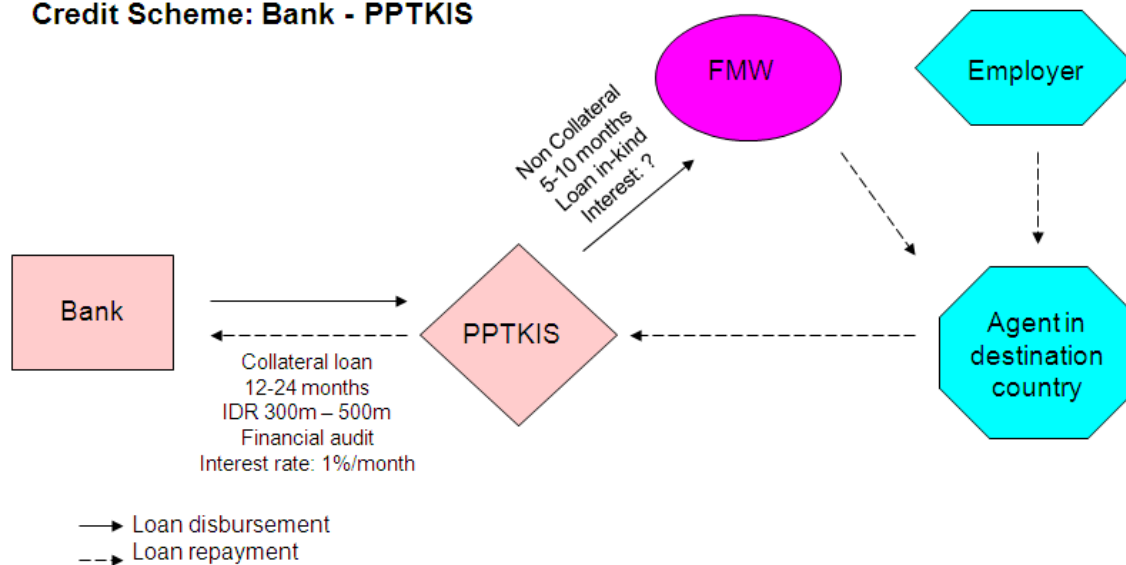 Credit Scheme: Bank - PPTKIS
FMW
Employer
Non Collateral
5-10 months
Loan in-kind
Interest: ?
Bank
PPTKIS
Agent in
destination
country
Collateral loan
12-24 months
IDR 300m – 500m
Financial audit
Interest rate: 1%/month
Loan disbursement
Loan repayment